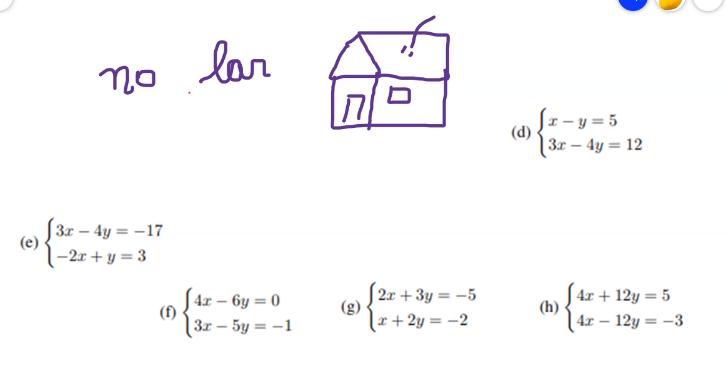 no lar
(d) { x − y = 5
3x − 4y = 12
(e) { 3x − 4y = −17
−2x + y = 3
(f) { 4x − 6y = 0
3x − 5y = −1
(g) { 2x + 3y = −5
x + 2y = −2
(h) { 4x + 12y = 5
4x − 12y = −3